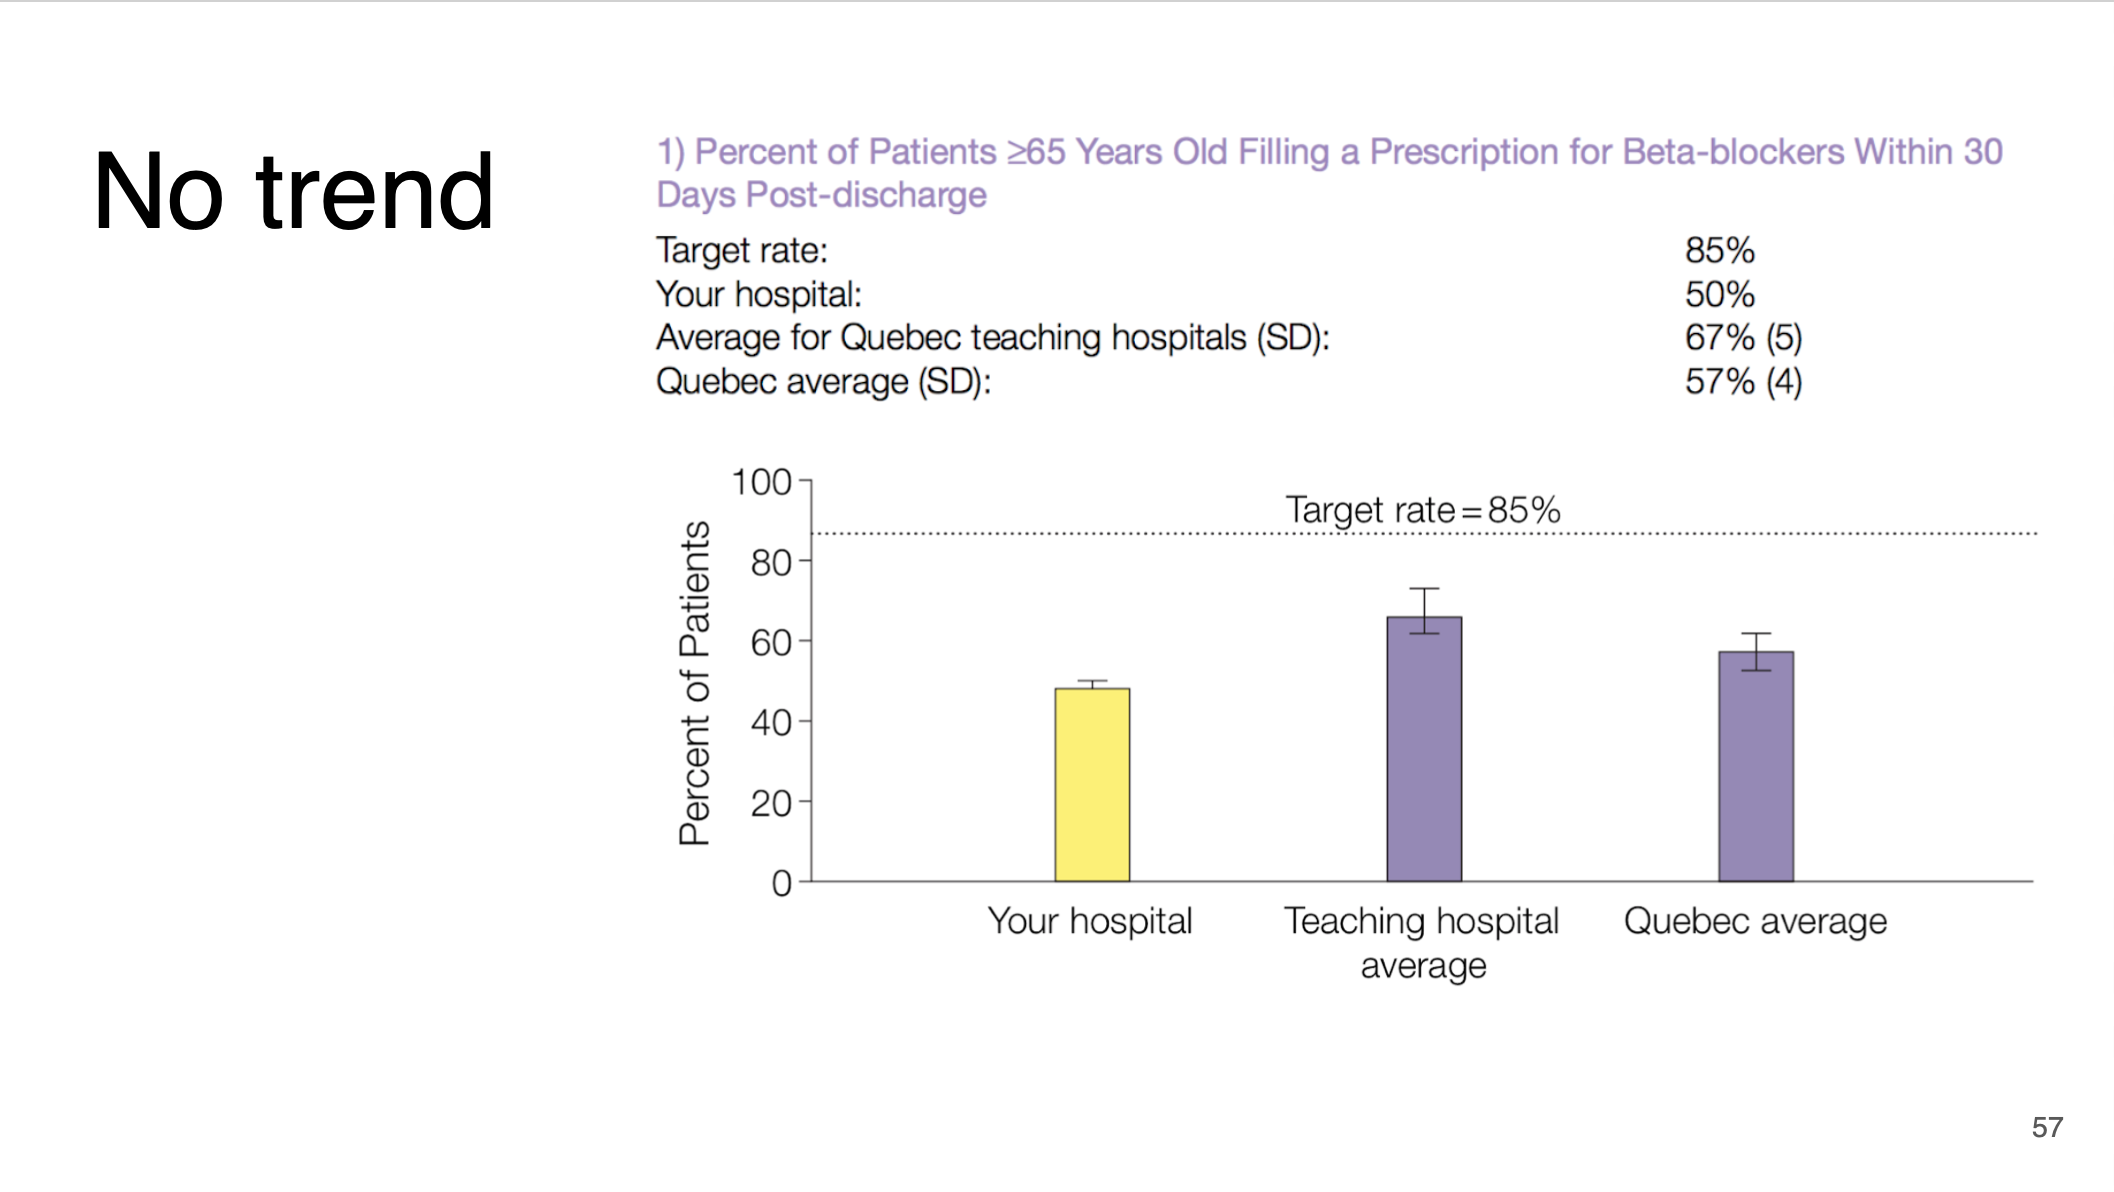 No trend
1) Percent of Patients ≥65 Years Old Filling a Prescription for Beta-blockers Within 30
Days Post-discharge
Target rate: 85%
Your hospital: 50%
Average for Quebec teaching hospitals (SD): 67% (5)
Quebec average (SD): 57% (4)
Percent of Patients
100
80
60
40
20
0
Target rate=85%
Your hospital
Teaching hospital
average
Quebec average
57